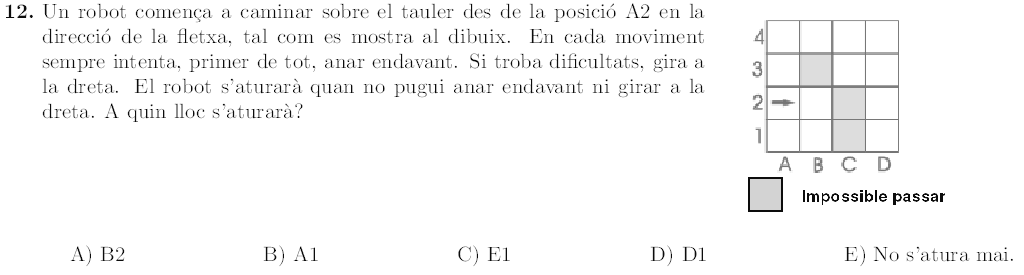 12. Un robot comença a caminar sobre el tauler des de la posició A2 en la
direcció de la fletxa, tal com es mostra al dibuix. En cada moviment
sempre intenta, primer de tot, anar endavant. Si troba dificultats, gira a
la dreta. El robot s'aturarà quan no pugui anar endavant ni girar a la
dreta. A quin lloc s'aturarà?
4
3
2
1
A B C D
Impossible passar
A) B2 B) A1 C) E1 D) D1 E) No s'atura mai.